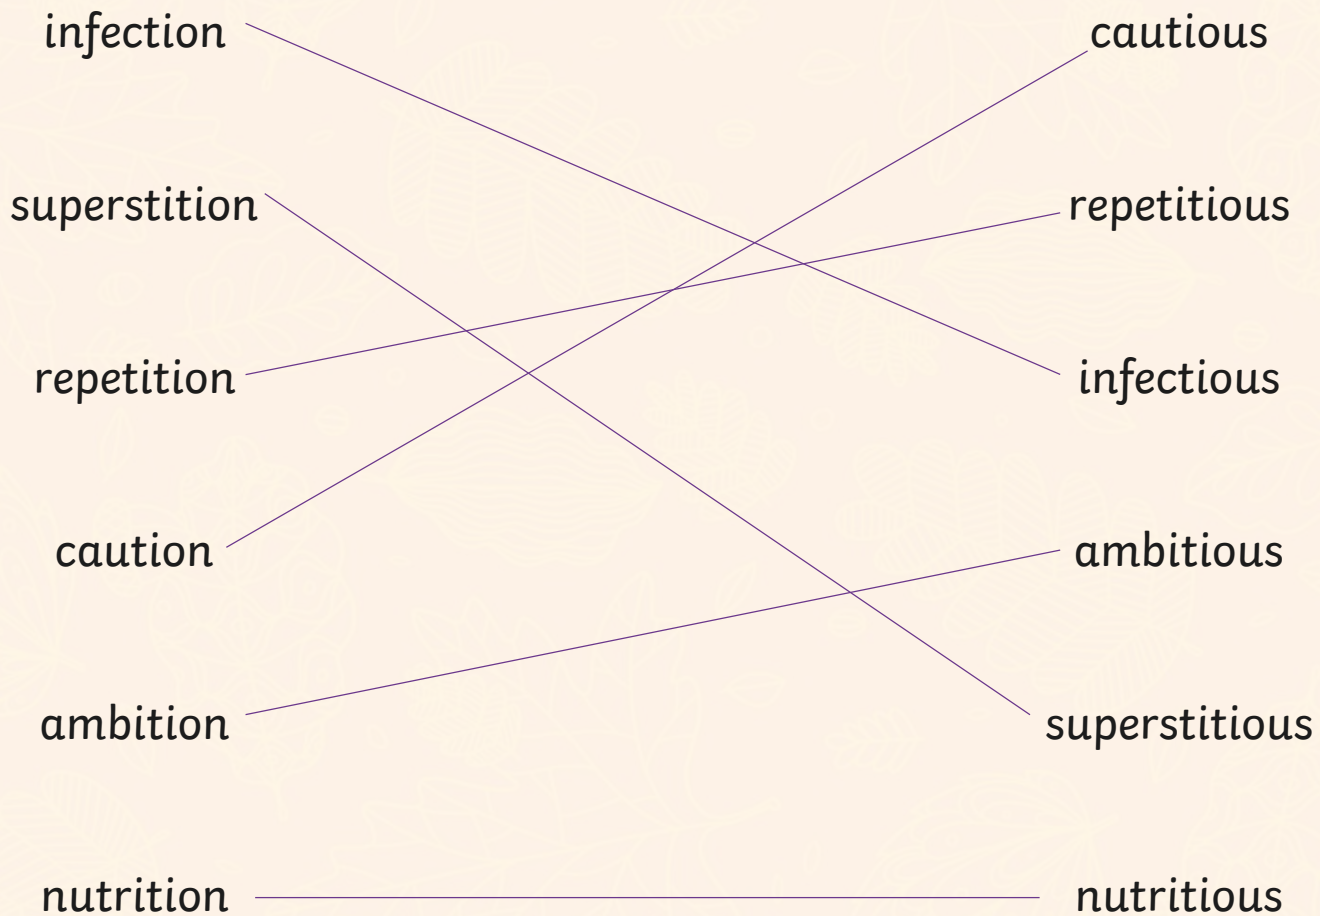 infection cautious
superstition repetitious
repetition infectious
caution ambitious
ambition superstitious
nutrition nutritious